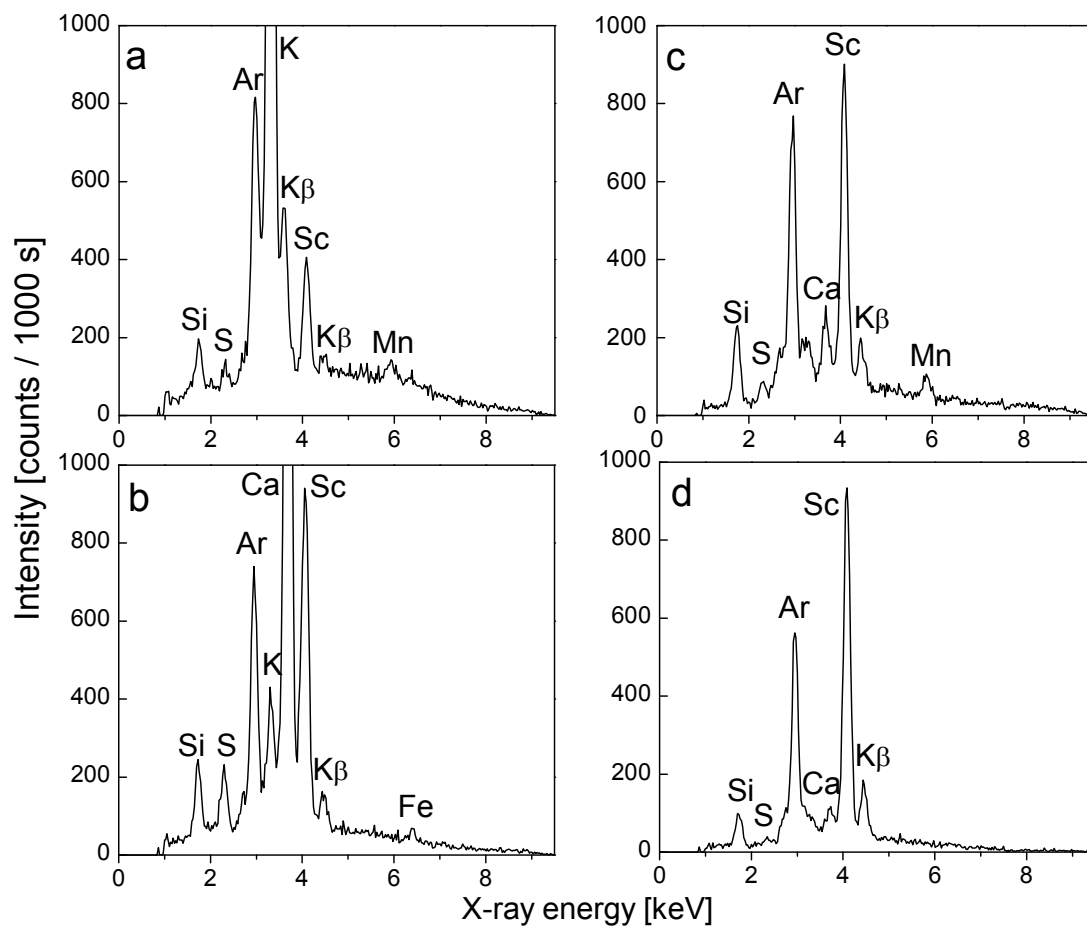 Intensity [counts / 1000 s]
a
1000
800
600
400
200
0
Ar
K
Kβ
Sc
Si
S
Kβ
Mn
0 2 4 6 8
b
1000
800
600
400
200
0
Ca
Sc
Ar
K
Si
S
Kβ
Fe
0 2 4 6 8
c
1000
800
600
400
200
0
Sc
Ar
Ca
Si
Kβ
S
Mn
0 2 4 6 8
d
1000
800
600
400
200
0
Sc
Ar
Kβ
Si
Ca
S
0 2 4 6 8
X-ray energy [keV]